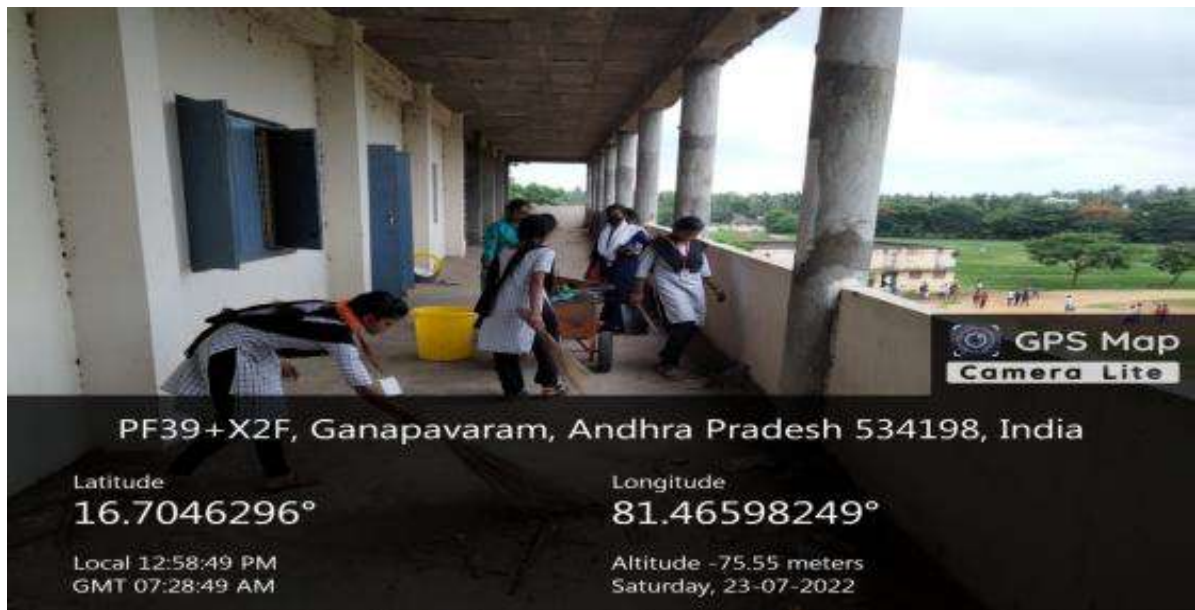 GPS Map
Camera Lite
PF39+X2F, Ganapavaram, Andhra Pradesh 534198, India
Latitude
16.7046296°
Longitude
81.46598249°
Local 12:58:49 PM
GMT 07:28:49 AM
Altitude -75.55 meters
Saturday, 23-07-2022